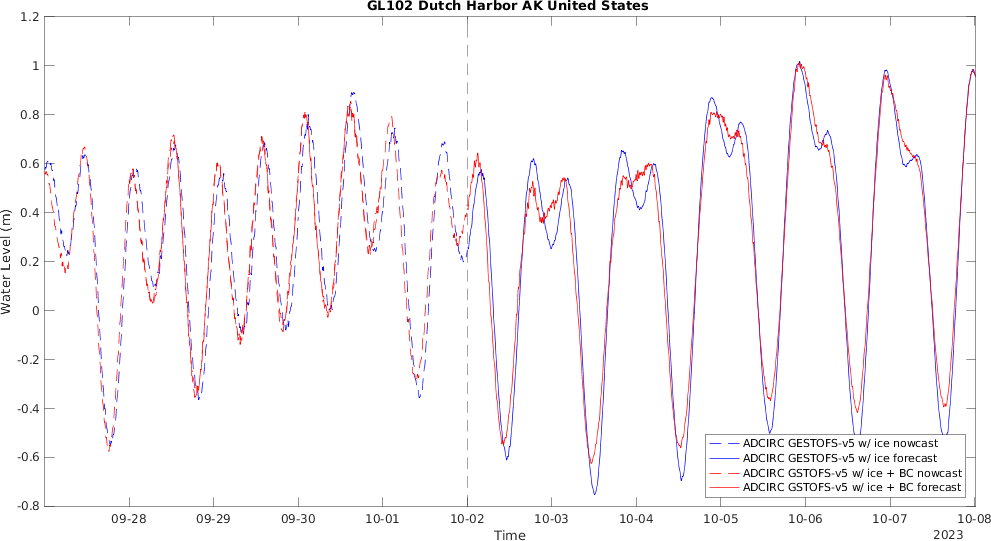 GL102 Dutch Harbor AK United States
1.2
1
0.8
0.6
0.4
0.2
0
-0.2
-0.4
-0.6
-0.8
Water Level (m)
ADCIRC GESTOFS-v5 w/ ice nowcast
ADCIRC GESTOFS-v5 w/ ice forecast
ADCIRC GSTOFS-v5 w/ ice + BC nowcast
ADCIRC GSTOFS-v5 w/ ice + BC forecast
09-28 09-29 09-30 10-01 10-02 10-03 10-04 10-05 10-06 10-07 10-08
Time
2023